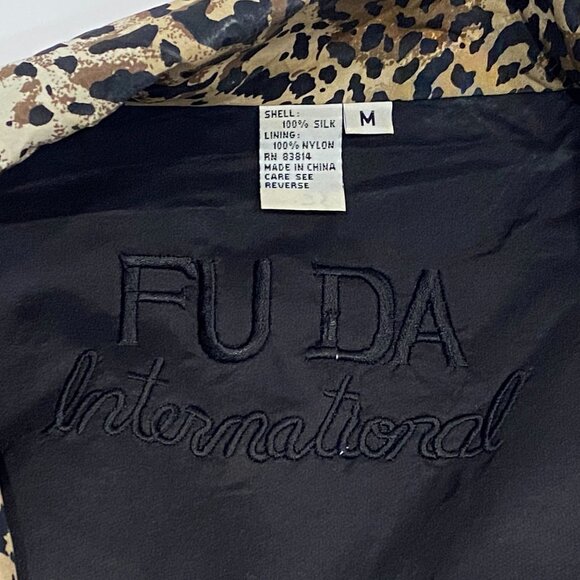 SHELL:
100% SILK
LINING:
100% NYLON
RN 83814
MADE IN CHINA
CARE SEE
REVERSE
M
FU DA
International